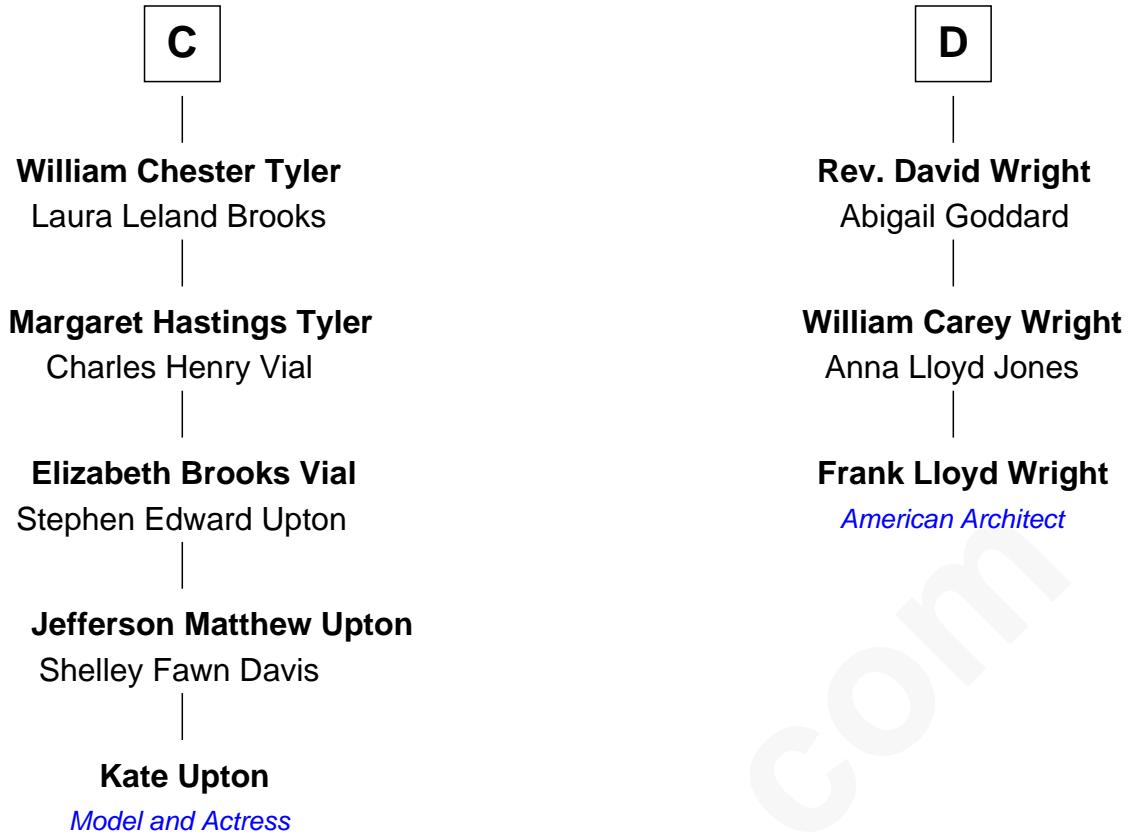 C
William Chester Tyler
Laura Leland Brooks
Margaret Hastings Tyler
Charles Henry Vial
Elizabeth Brooks Vial
Stephen Edward Upton
Jefferson Matthew Upton
Shelley Fawn Davis
Kate Upton
Model and Actress
D
Rev. David Wright
Abigail Goddard
William Carey Wright
Anna Lloyd Jones
Frank Lloyd Wright
American Architect
com